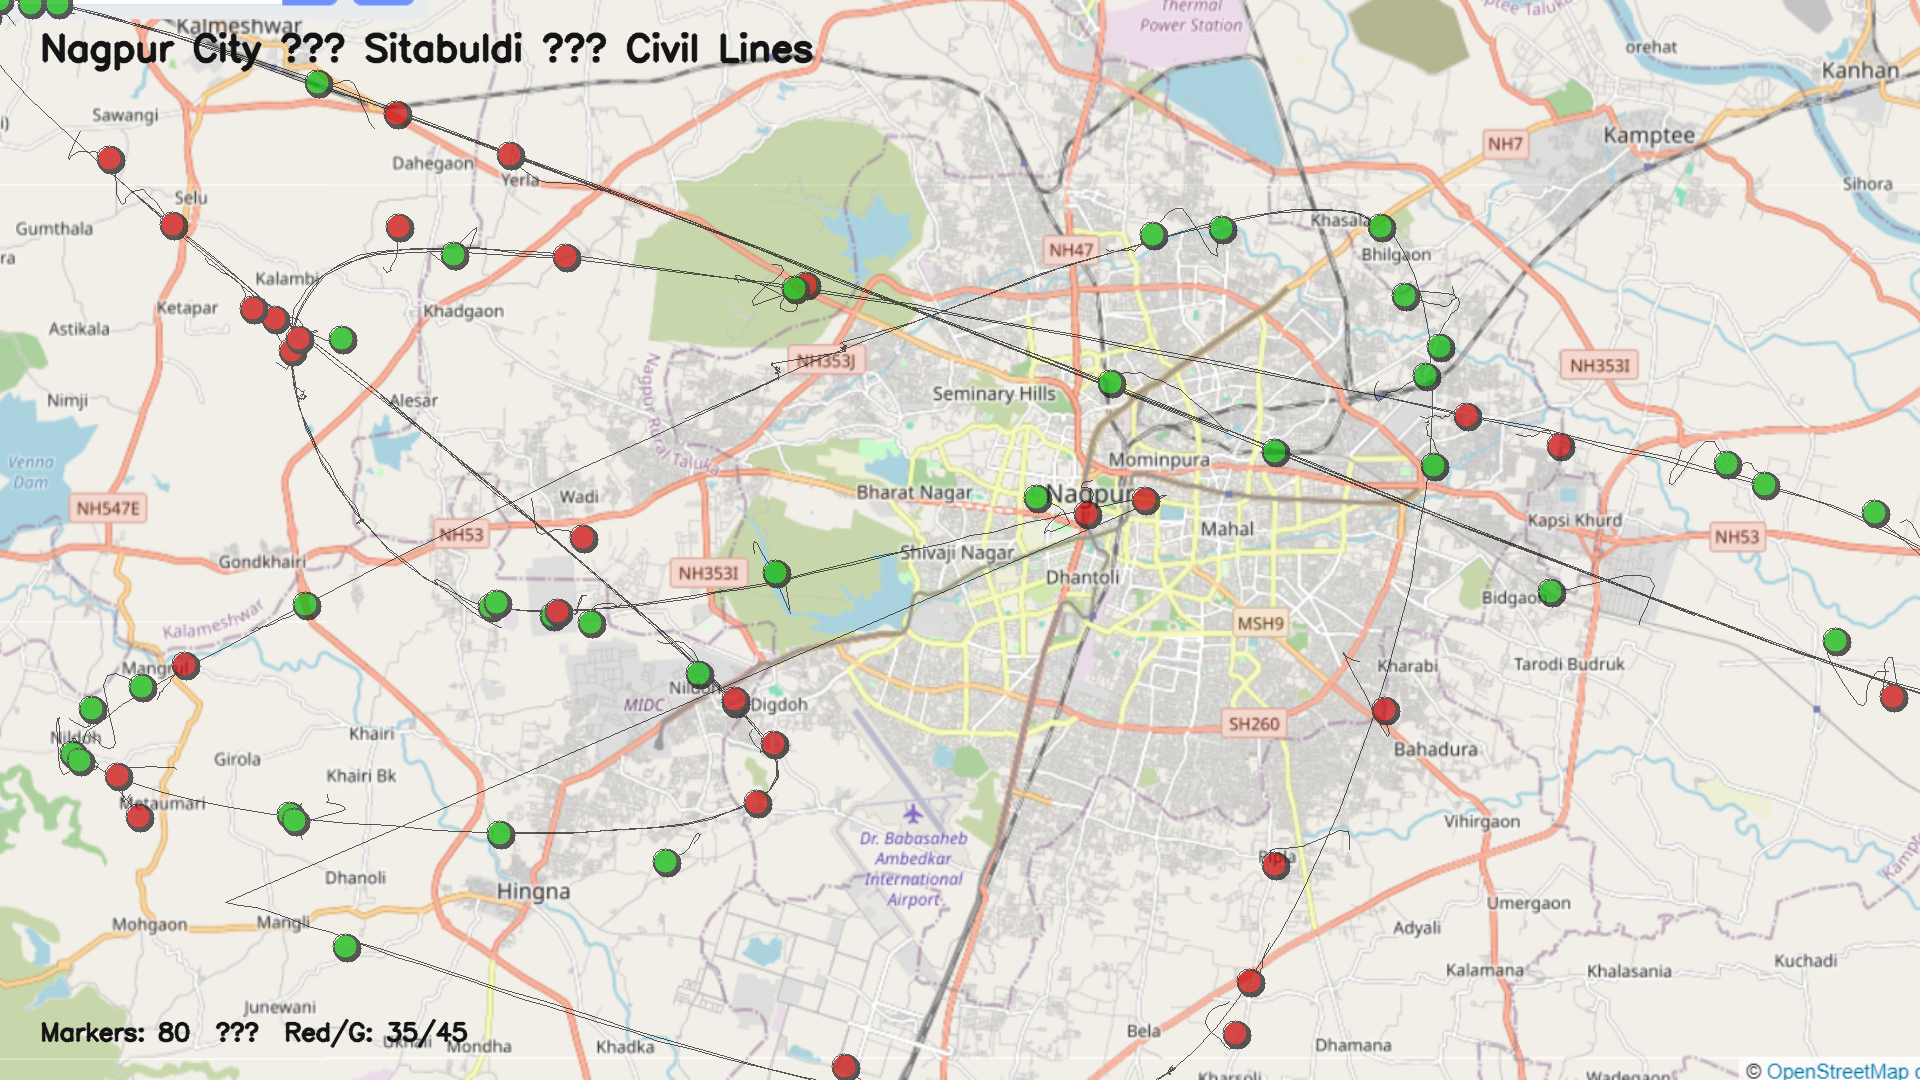 Thermal
Power Station
ptee Taluka
orehat
Kalmeshwar
Nagpur City ??? Sitabuldi ??? Civil Lines
Kanhan
Sawangi
Kamptee
NH7
Dahegaon
Yerla
Sihora
Selu
Gumthala
Khasala
NH47
Bhilgaon
Kalambi
Ketapar
Khadgaon
Astikala
NH353J
NH353I
Seminary Hills
Nagpur Rural Taluka
Nimji
Alesar
Mominpura
Venna
Dam
Wadi
Bharat Nagar
Nagpur
NH547E
Kapsi Khurd
NH53
Mahal
NH53
Gondkhairi
Shivaji Nagar
NH353I
Dhantoli
Bidgaon
Kalameshwar
MSH9
Mangrul
Kharabi
Tarodi Budruk
Nildoh
MIDC
Digdoh
SH260
Nildoh
Khairi
Bahadura
Girola
Khairi Bk
Metaumari
Vihirgaon
Dr. Babasaheb
Ambedkar
International
Airport
Pipla
Dhanoli
Hingna
Umergaon
Mohgaon
Mangli
Adyali
Kalamana
Khalasania
Kuchadi
Junewani
Markers: 80 ??? Red/G: 35/45
Bela
Mondha
Khadka
Dhamana
Kharsoli
Wadegaon
© OpenStreetMap c